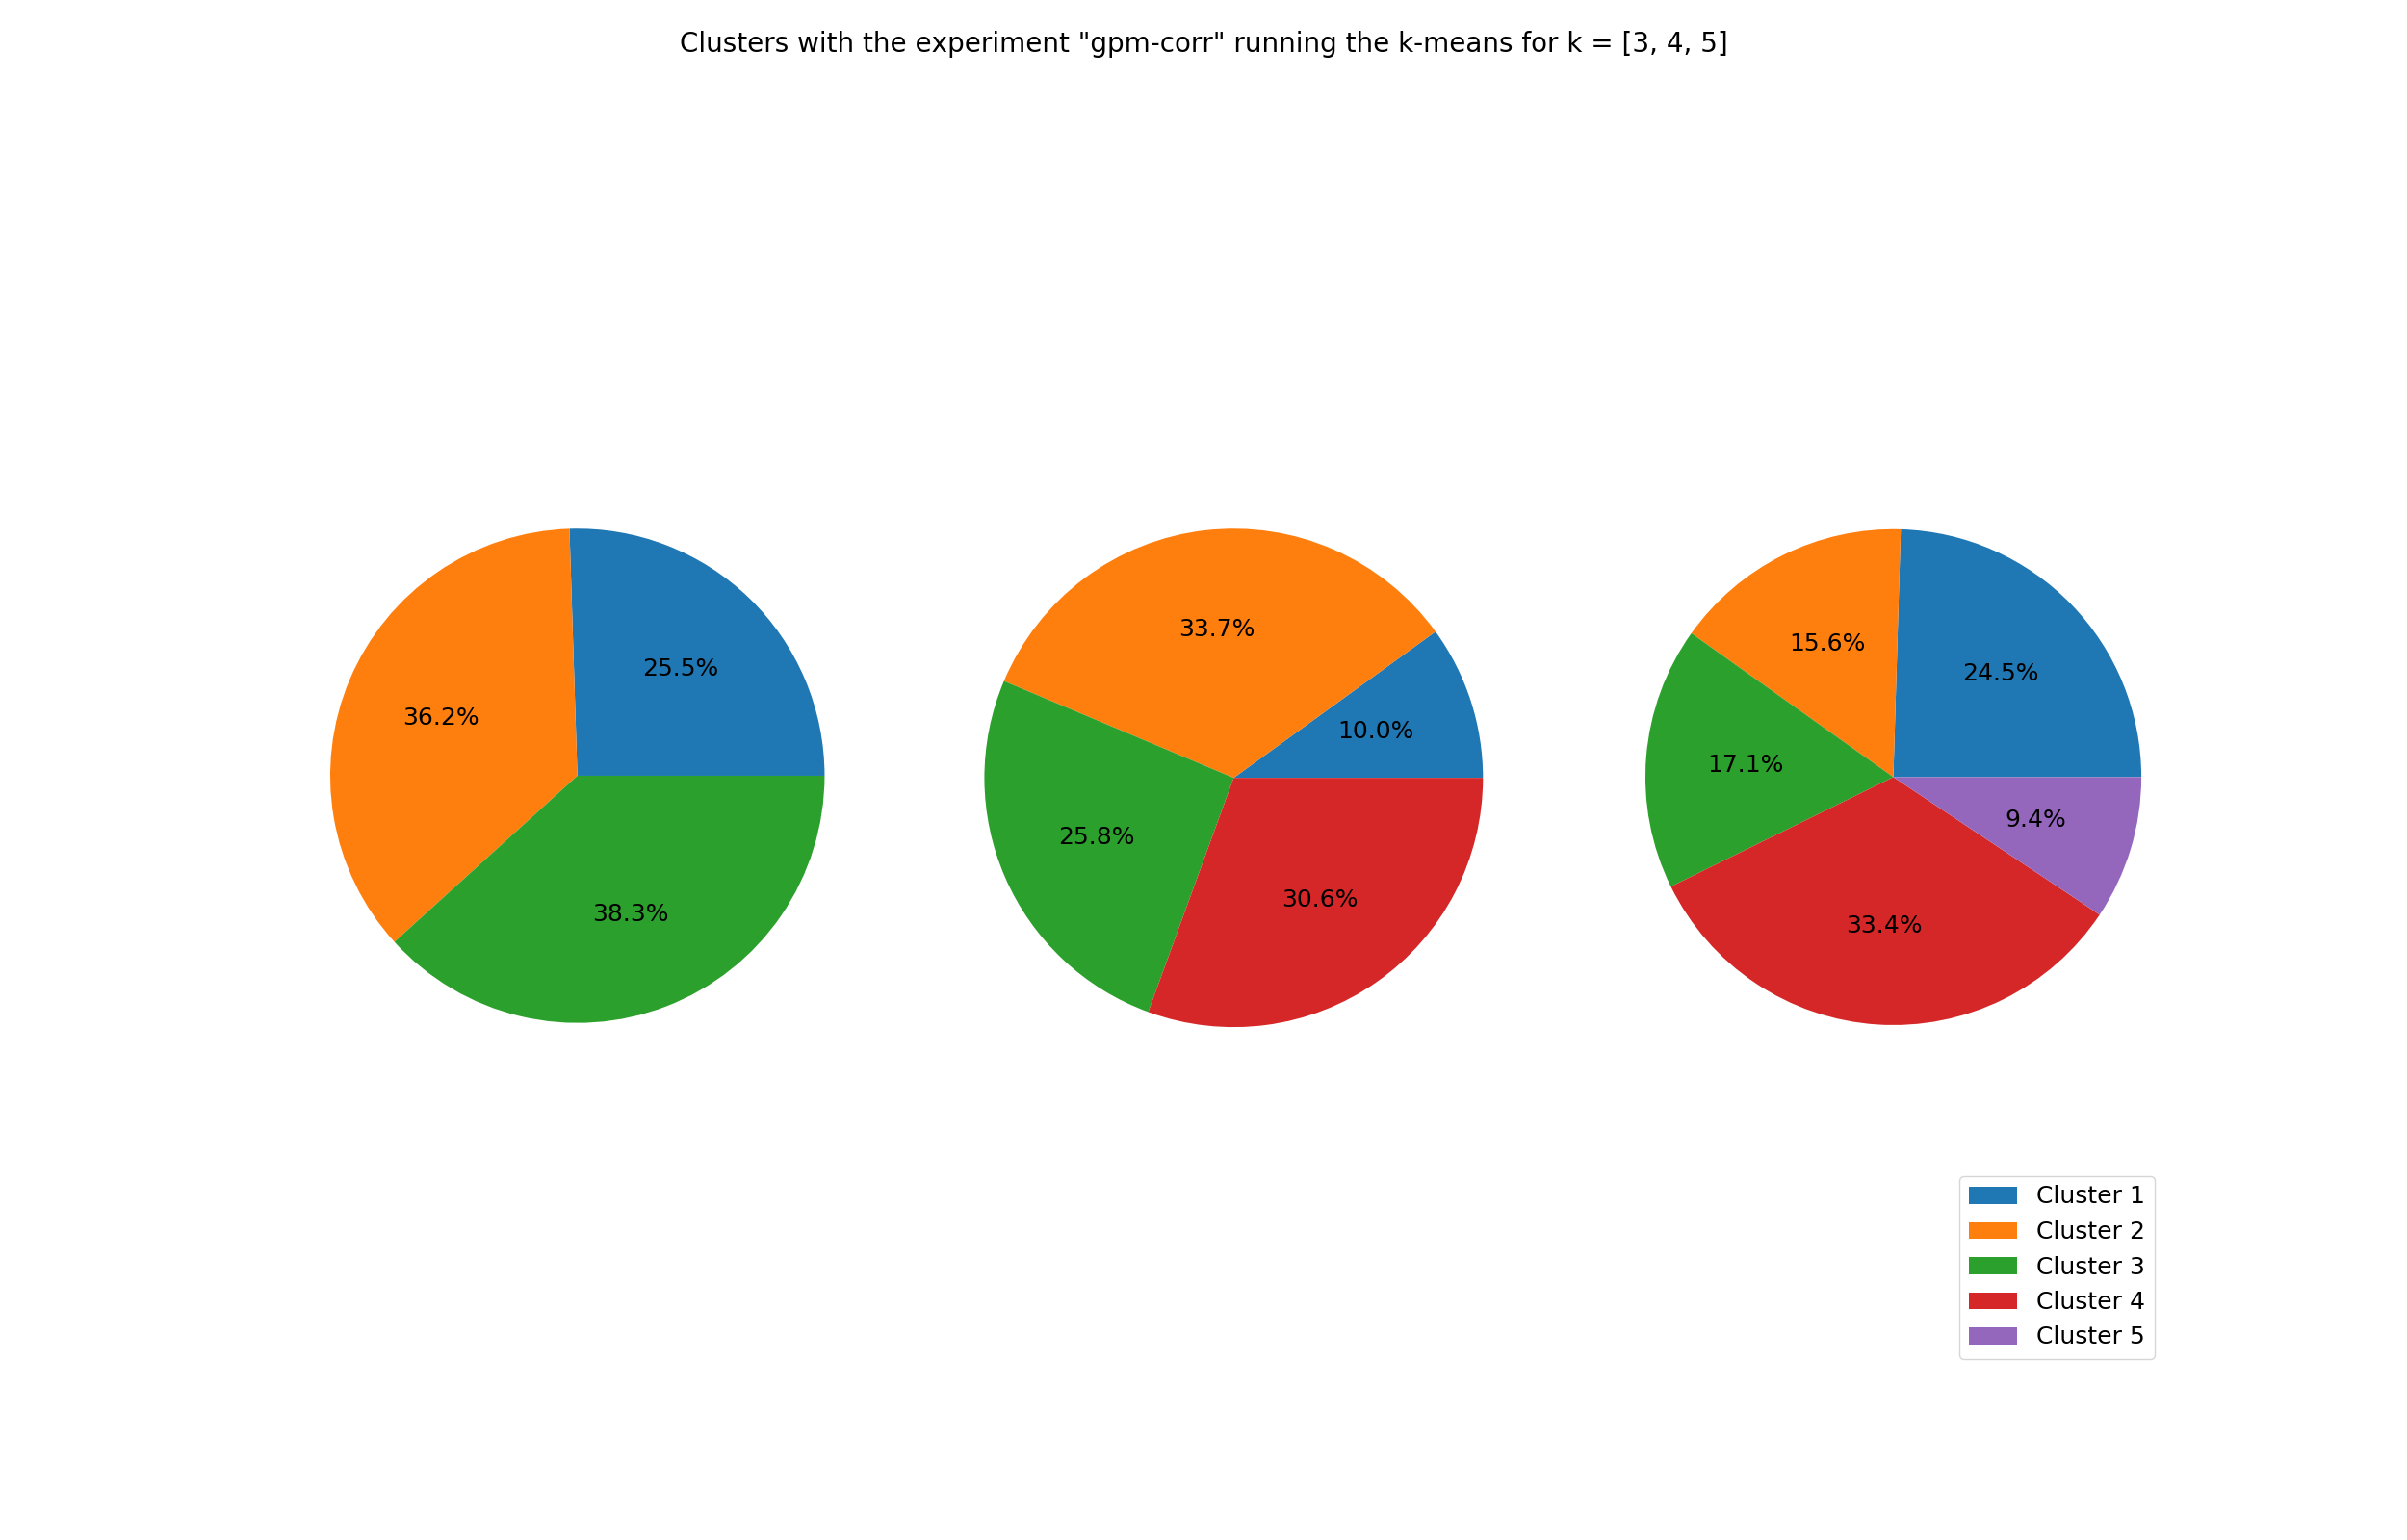 Clusters with the experiment "gpm-corr" running the k-means for k = [3, 4, 5]
25.5%
36.2%
38.3%
33.7%
10.0%
25.8%
30.6%
15.6%
24.5%
17.1%
9.4%
33.4%
Cluster 1
Cluster 2
Cluster 3
Cluster 4
Cluster 5